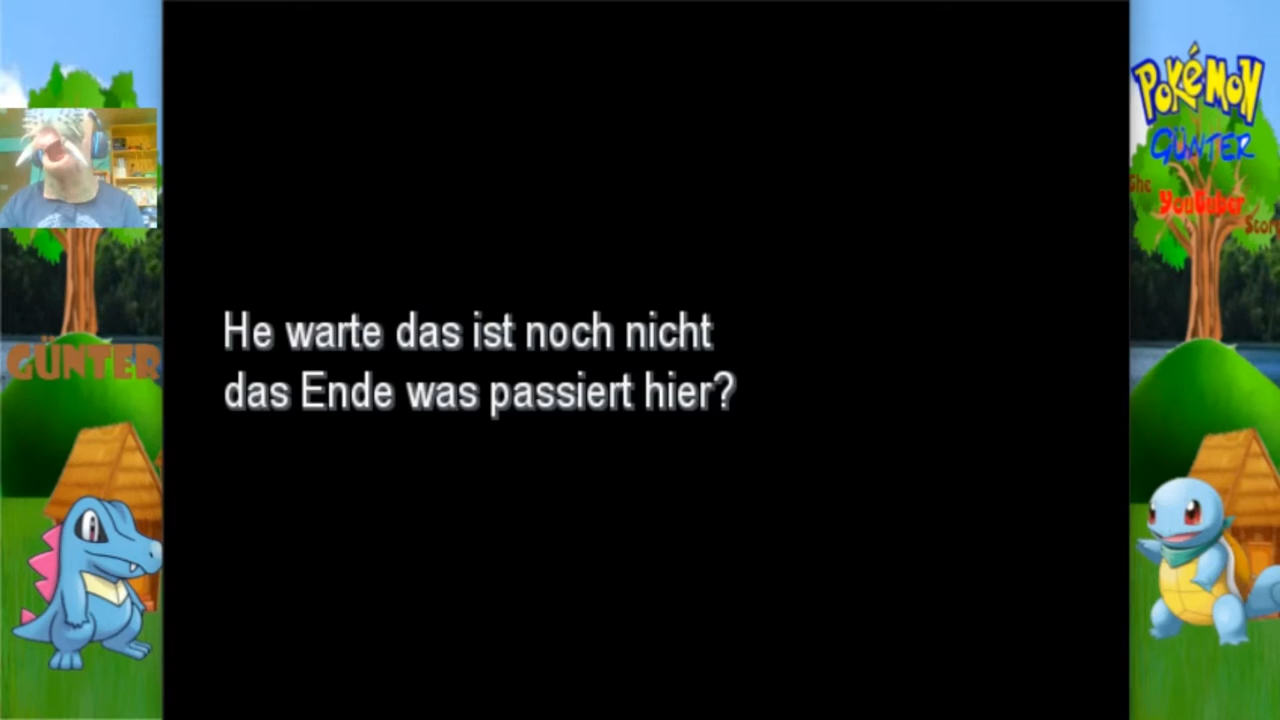 POKÉMON
GÜNTER
The
YouTuber
Story
He warte das ist noch nicht
das Ende was passiert hier?
GÜNTER